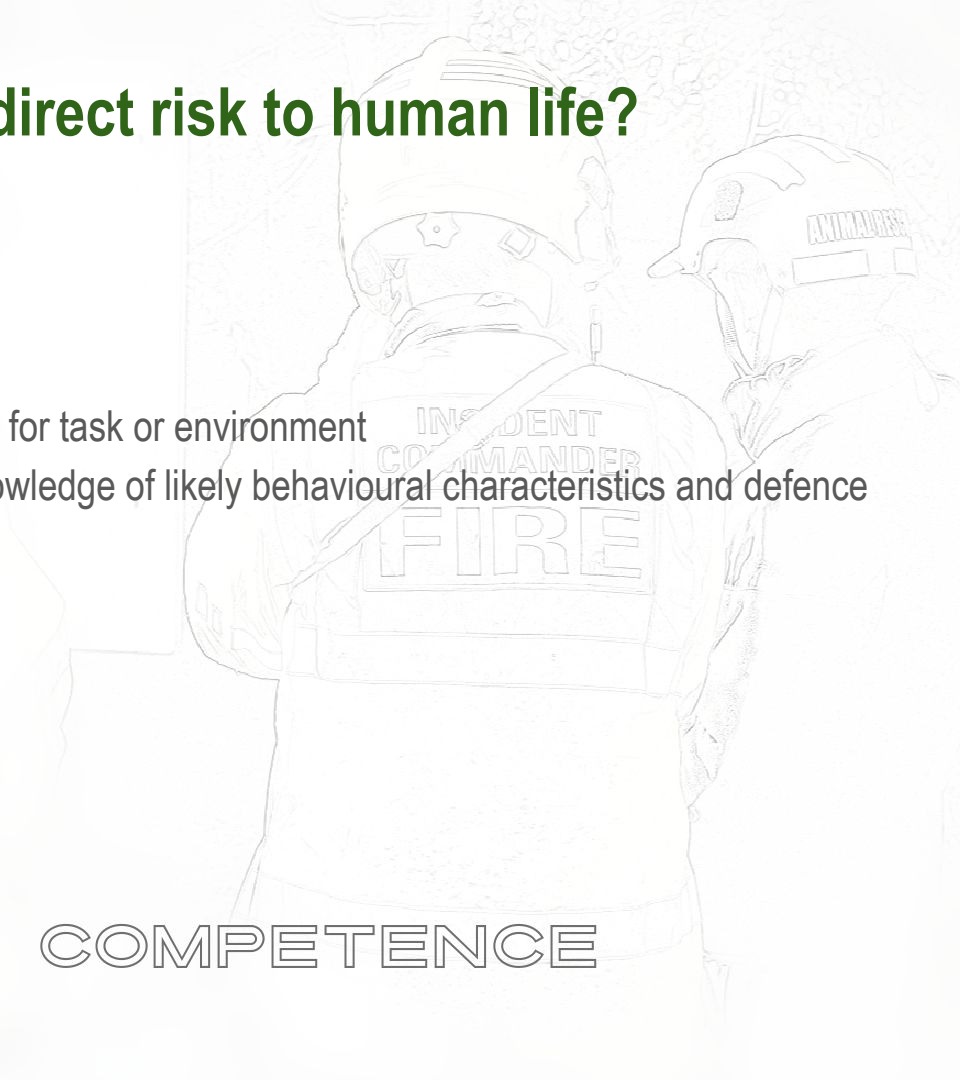 direct risk to human life?
ANIMAL RESC
for task or environment
INCIDENT
COMMANDER
owledge of likely behavioural characteristics and defence
FIRE
COMPETENCE